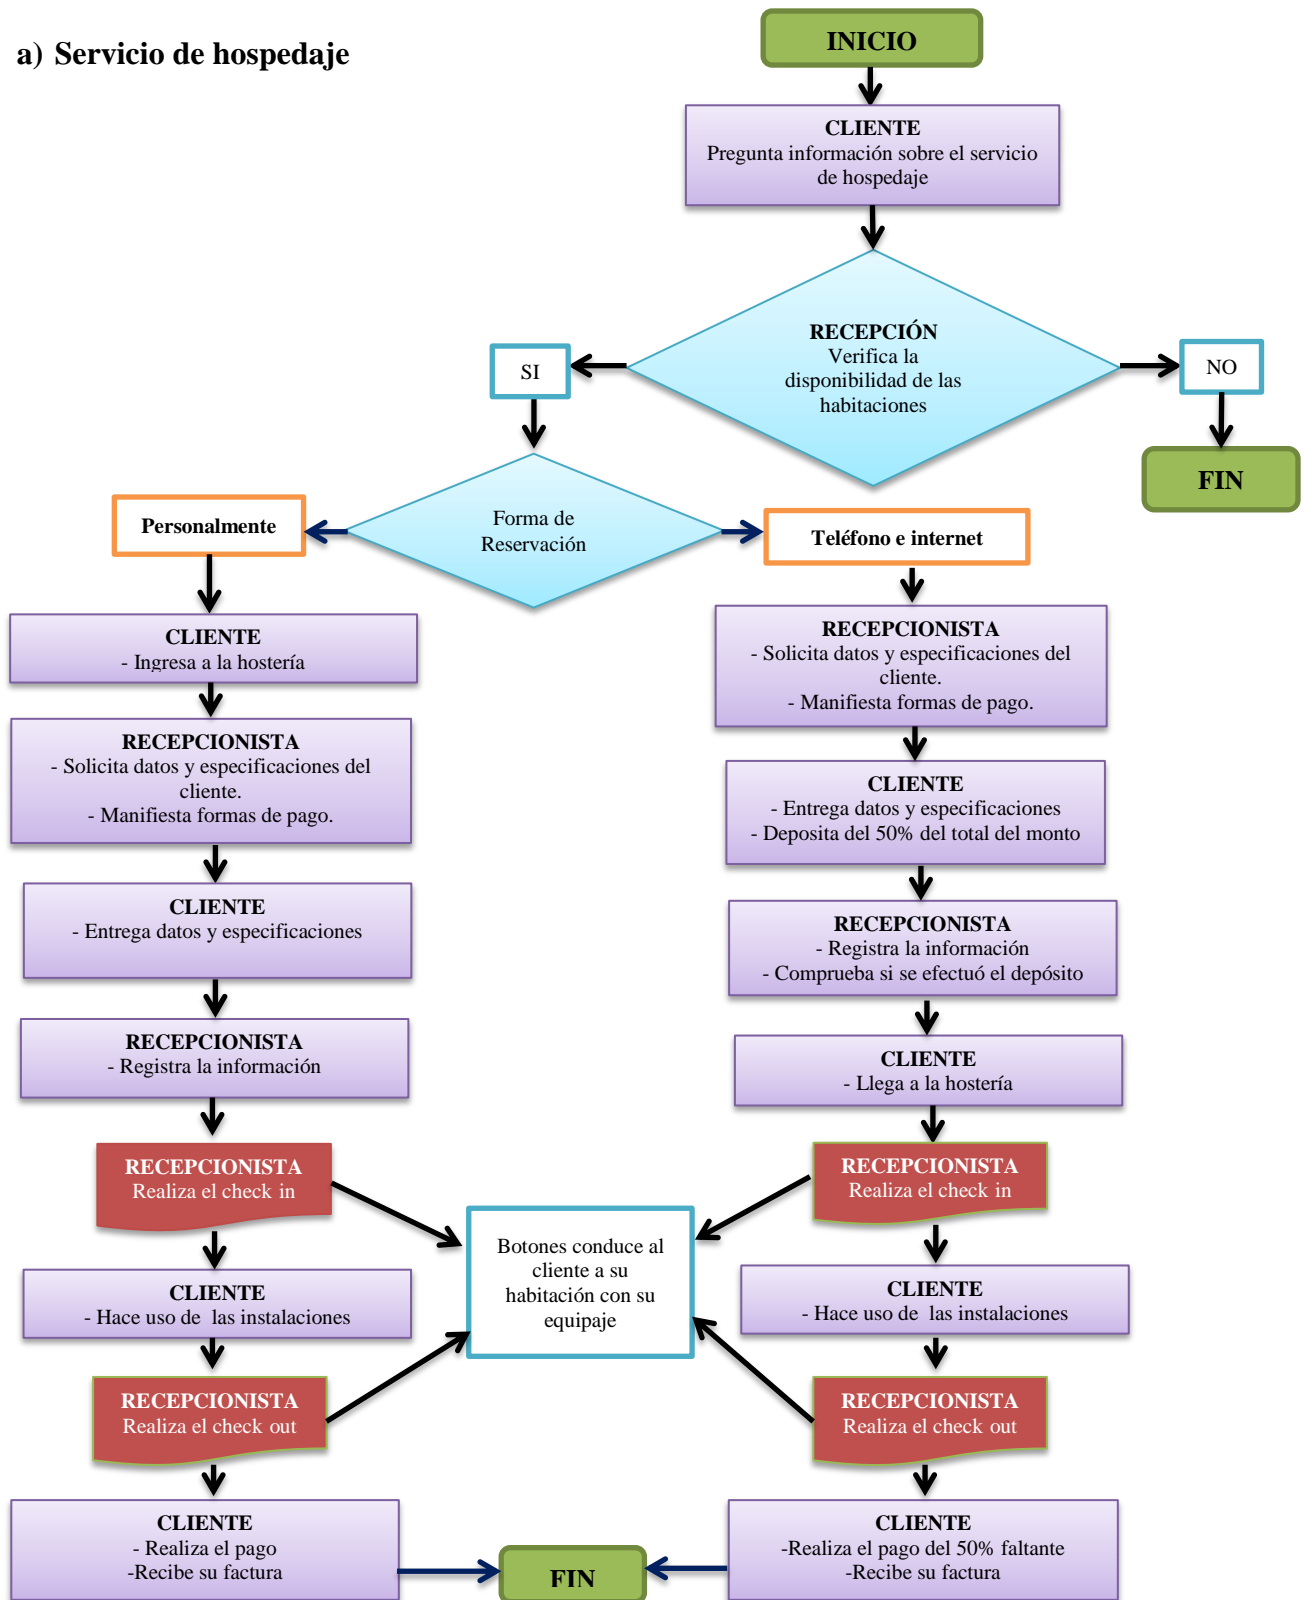 a) Servicio de hospedaje
INICIO
CLIENTE
Pregunta información sobre el servicio
de hospedaje
RECEPCIÓN
Verifica la
disponibilidad de las
habitaciones
SI
NO
FIN
Forma de
Reservación
Personalmente
Teléfono e internet
CLIENTE
- Ingresa a la hostería
RECEPCIONISTA
- Solicita datos y especificaciones del
cliente.
- Manifiesta formas de pago.
CLIENTE
- Entrega datos y especificaciones
RECEPCIONISTA
- Registra la información
RECEPCIONISTA
Realiza el check in
CLIENTE
- Hace uso de  las instalaciones
RECEPCIONISTA
Realiza el check out
CLIENTE
- Realiza el pago
-Recibe su factura
RECEPCIONISTA
- Solicita datos y especificaciones del
cliente.
- Manifiesta formas de pago.
CLIENTE
- Entrega datos y especificaciones
- Deposita del 50% del total del monto
RECEPCIONISTA
- Registra la información
- Comprueba si se efectuó el depósito
CLIENTE
- Llega a la hostería
RECEPCIONISTA
Realiza el check in
CLIENTE
- Hace uso de  las instalaciones
RECEPCIONISTA
Realiza el check out
CLIENTE
-Realiza el pago del 50% faltante
-Recibe su factura
Botones conduce al
cliente a su
habitación con su
equipaje
FIN